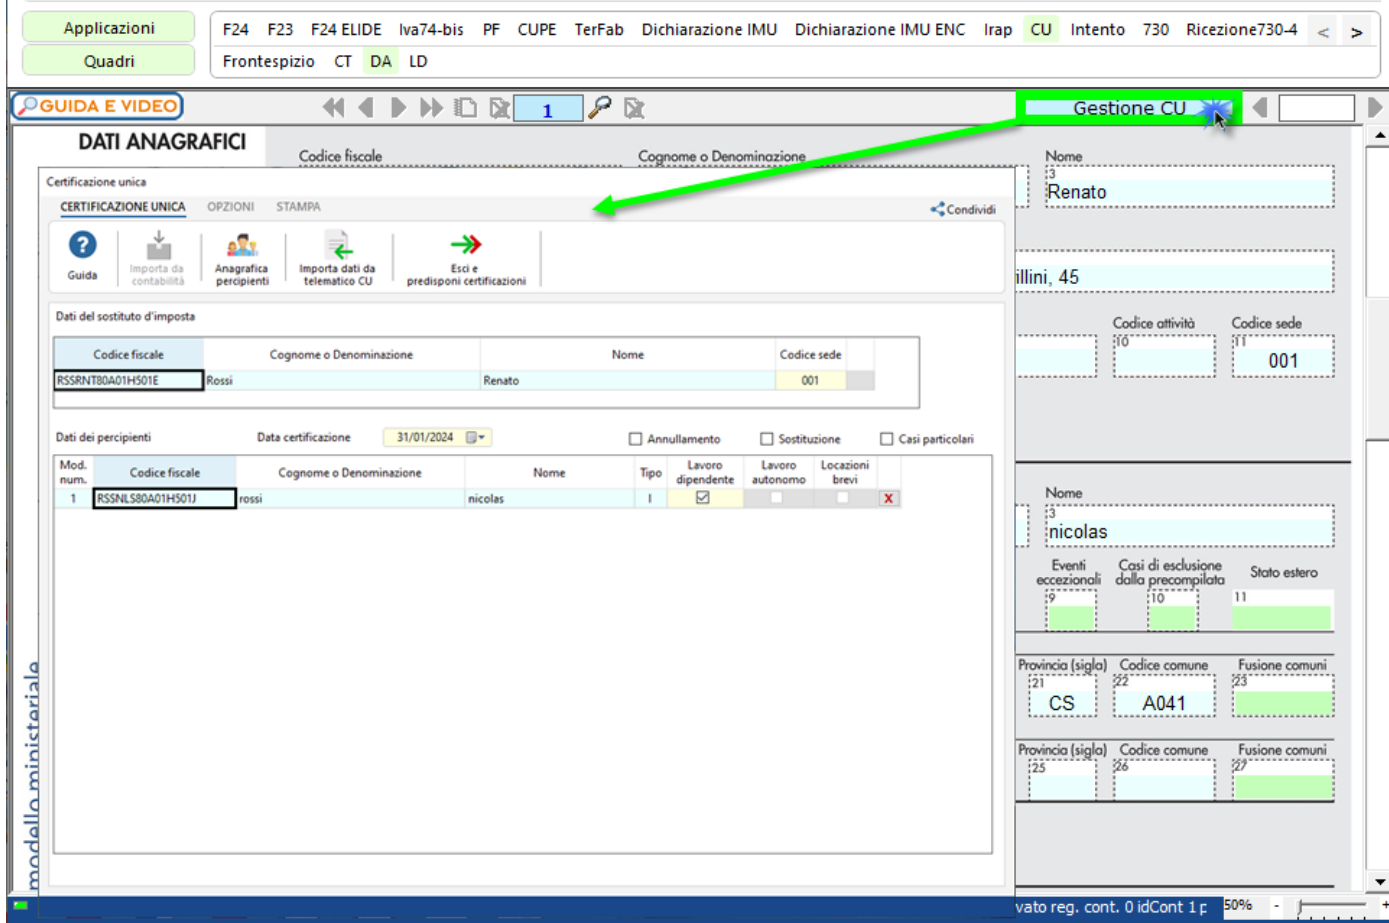 Applicazioni
F24 F23 F24 ELIDE Iva74-bis PF CUPE TerFab Dichiarazione IMU Dichiarazione IMU ENC Irap CU Intento 730 Ricezione730-4 < >
Quadri
Frontespizio CT DA LD
GUIDA E VIDEO
1
Gestione CU
DATI ANAGRAFICI
Codice fiscale
Cognome o Denominazione
Nome
3
Renato
illini, 45
Codice attività
Codice sede
10
11
001
Nome
3
nicolas
Eventi eccezionali
Casi di esclusione dalla precompilata
Stato estero
9
10
11
Provincia (sigla) Codice comune Fusione comuni
21 22 23
CS A041
Provincia (sigla) Codice comune Fusione comuni
25 26 27
modello ministeriale
Certificazione unica
CERTIFICAZIONE UNICA OPZIONI STAMPA
Condividi
Guida
Importa da contabilità
Anagrafica percipienti
Importa dati da telematico CU
Esci e predisponi certificazioni
Dati del sostituto d'imposta
Codice fiscale Cognome o Denominazione Nome Codice sede
RSSRNT80A01H501E Rossi Renato 001
Dati dei percipienti
Data certificazione 31/01/2024
Annullamento Sostituzione Casi particolari
Mod. num. Codice fiscale Cognome o Denominazione Nome Tipo Lavoro dipendente Lavoro autonomo Locazioni brevi
1 RSSNLS80A01H501J rossi nicolas I X
vato reg. cont. 0 idCont 1 p
50% - +